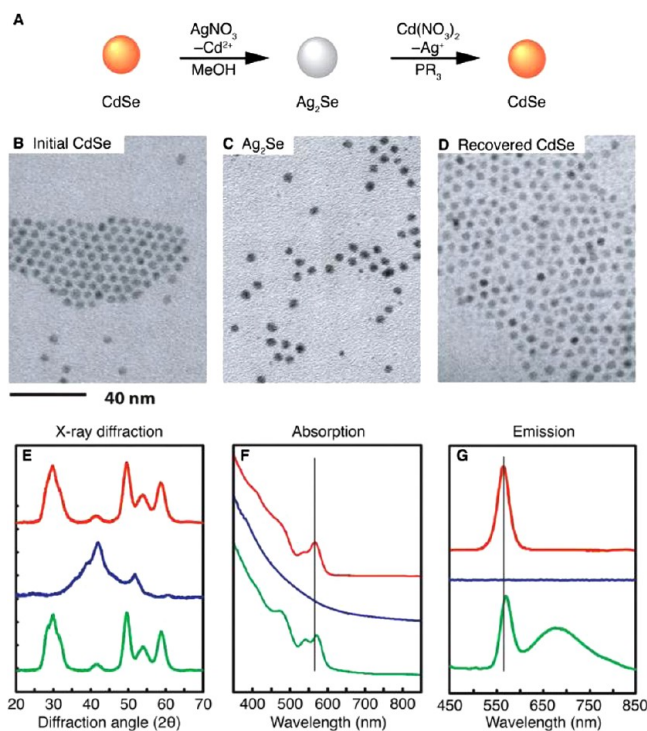 A
AgNO3
–Cd2+
MeOH
Cd(NO3)2
–Ag+
PR3
CdSe
Ag2Se
CdSe
B Initial CdSe
C Ag2Se
D Recovered CdSe
40 nm
X-ray diffraction
Absorption
Emission
E
F
G
20 30 40 50 60 70
400 500 600 700 800
450 550 650 750 850
Diffraction angle (2θ)
Wavelength (nm)
Wavelength (nm)